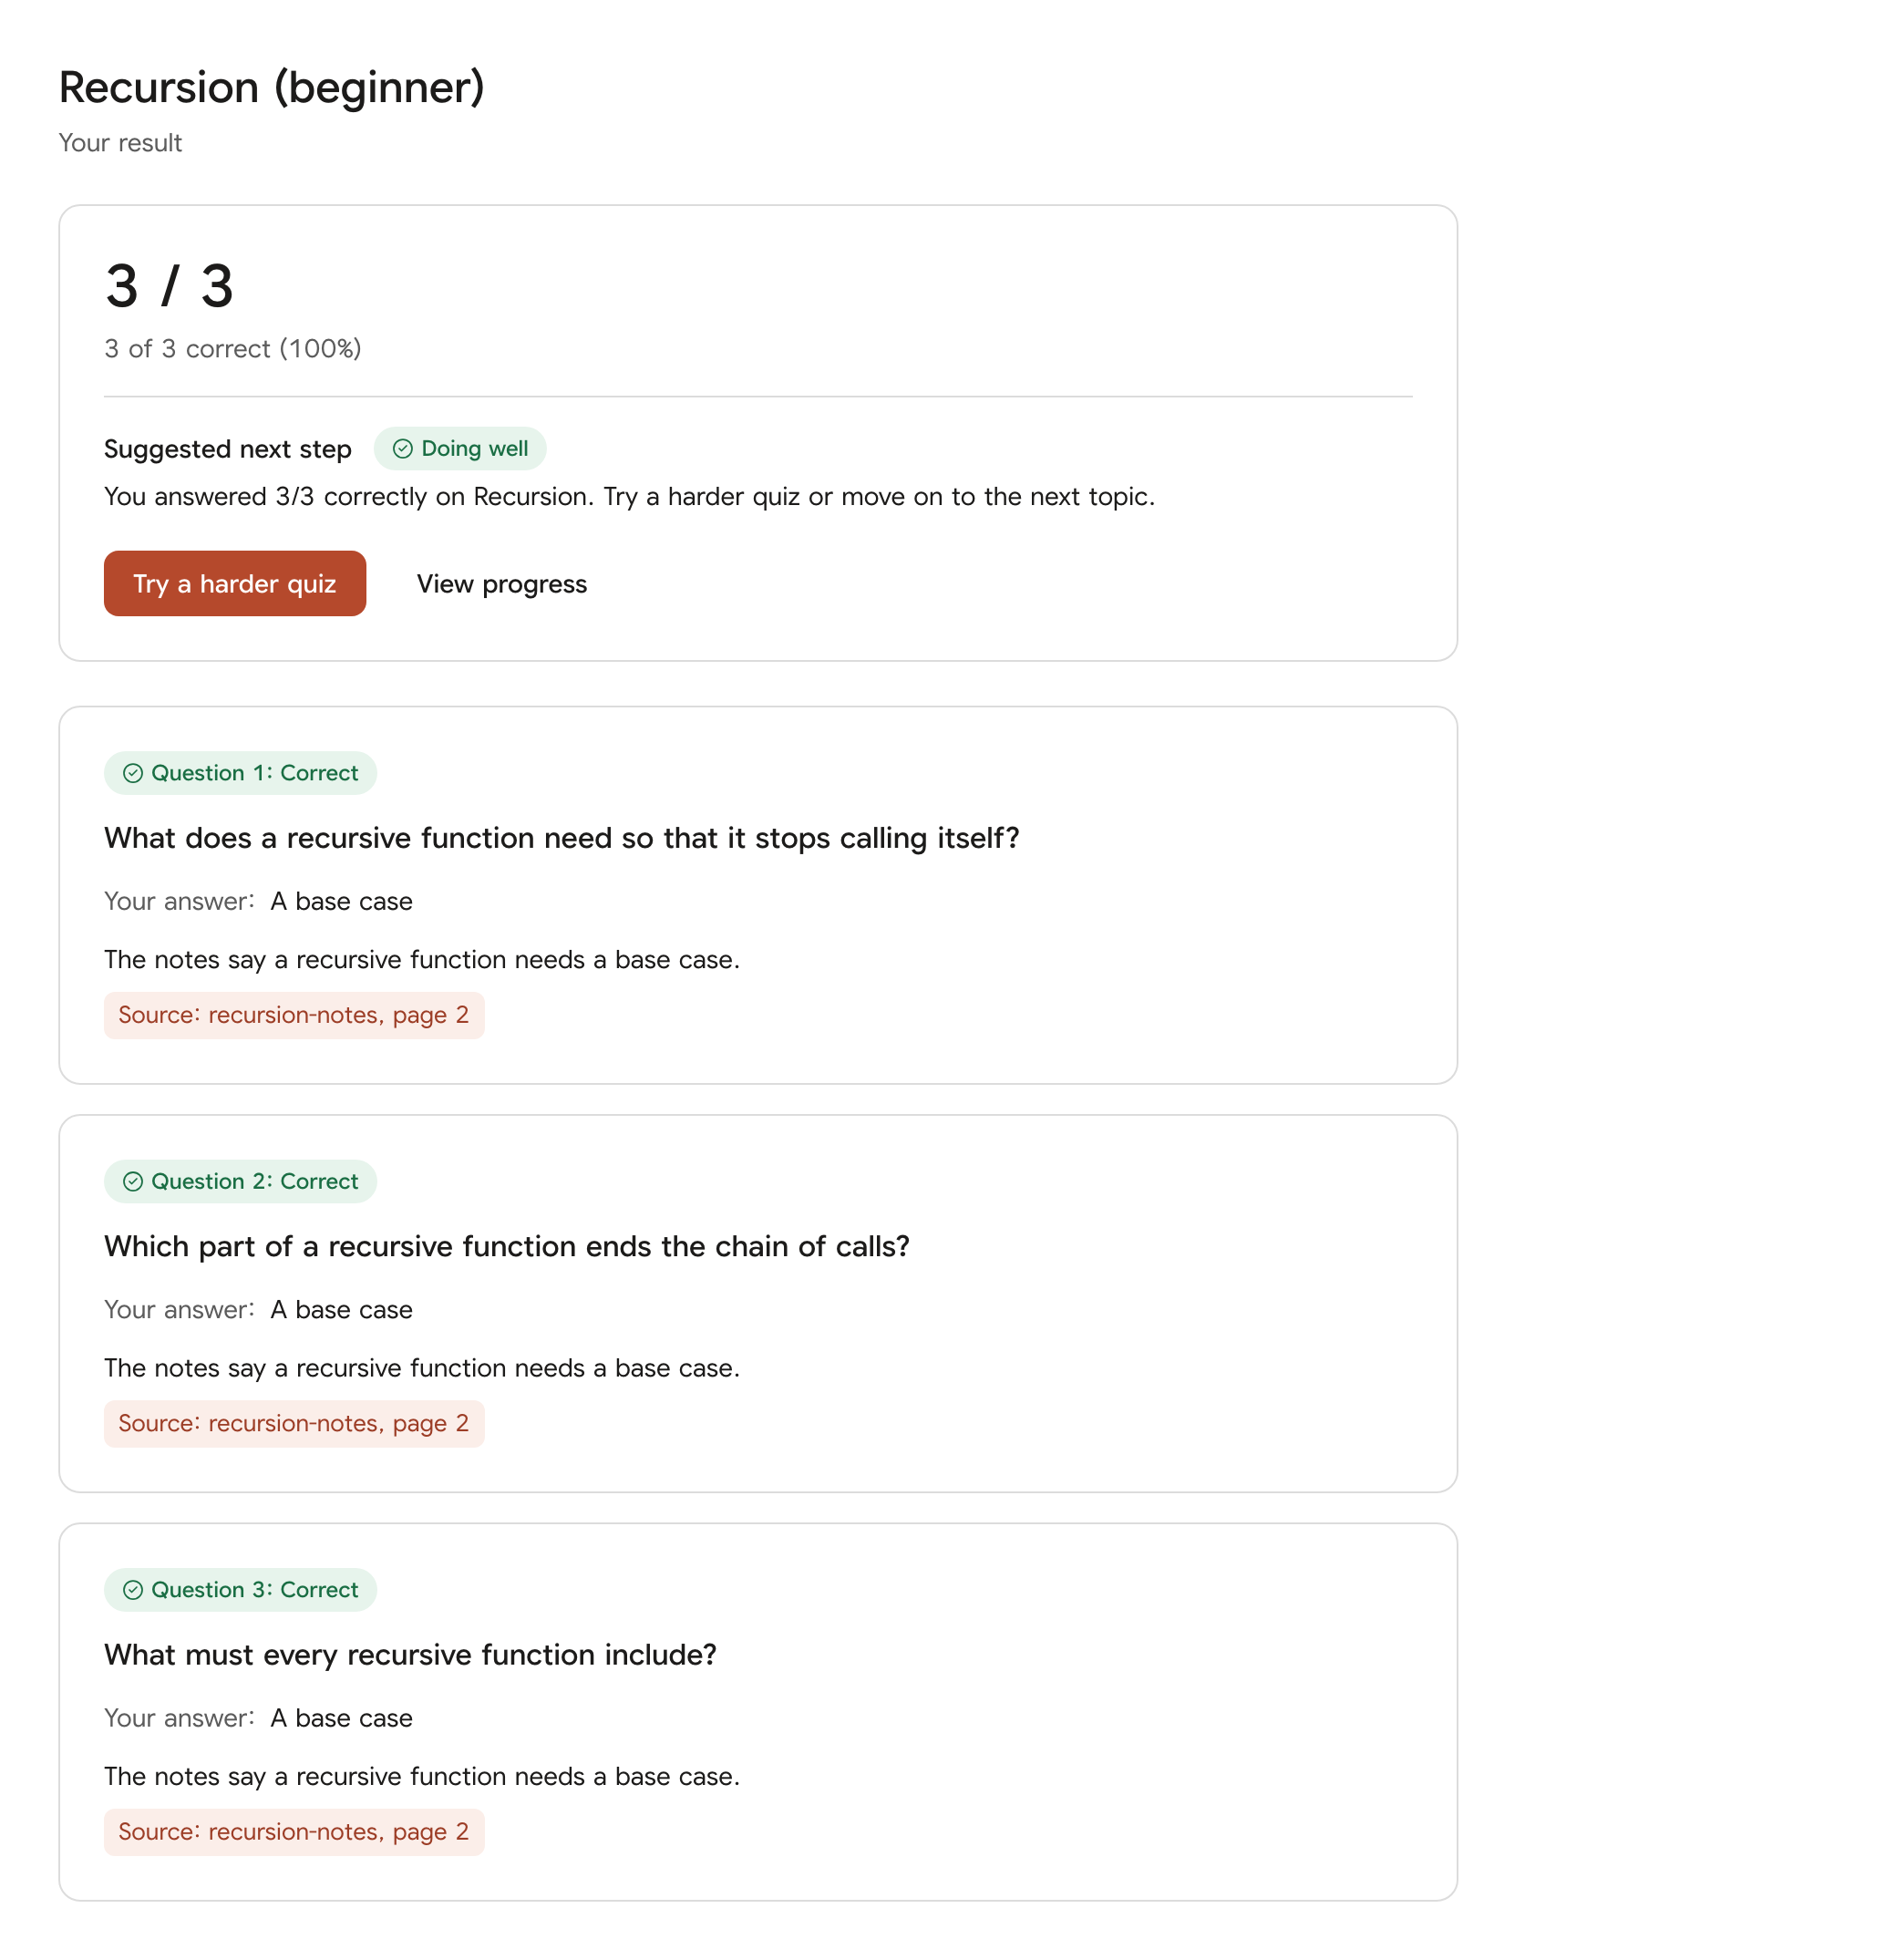 Recursion (beginner)
Your result
3 / 3
3 of 3 correct (100%)
Suggested next step
Doing well
You answered 3/3 correctly on Recursion. Try a harder quiz or move on to the next topic.
Try a harder quiz
View progress
Question 1: Correct
What does a recursive function need so that it stops calling itself?
Your answer: A base case
The notes say a recursive function needs a base case.
Source: recursion-notes, page 2
Question 2: Correct
Which part of a recursive function ends the chain of calls?
Your answer: A base case
The notes say a recursive function needs a base case.
Source: recursion-notes, page 2
Question 3: Correct
What must every recursive function include?
Your answer: A base case
The notes say a recursive function needs a base case.
Source: recursion-notes, page 2